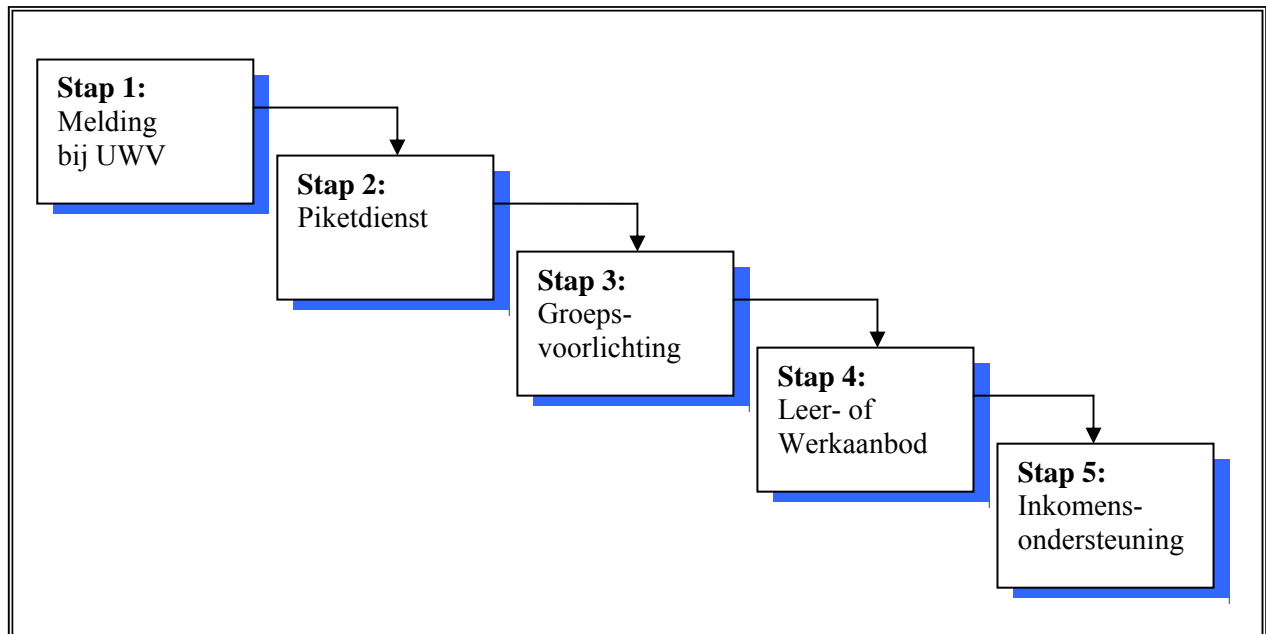 Stap 1:
Melding
bij UWV
Stap 2:
Piketdienst
Stap 3:
Groeps-
voorlichting
Stap 4:
Leer- of
Werkaanbod
Stap 5:
Inkomens-
ondersteuning